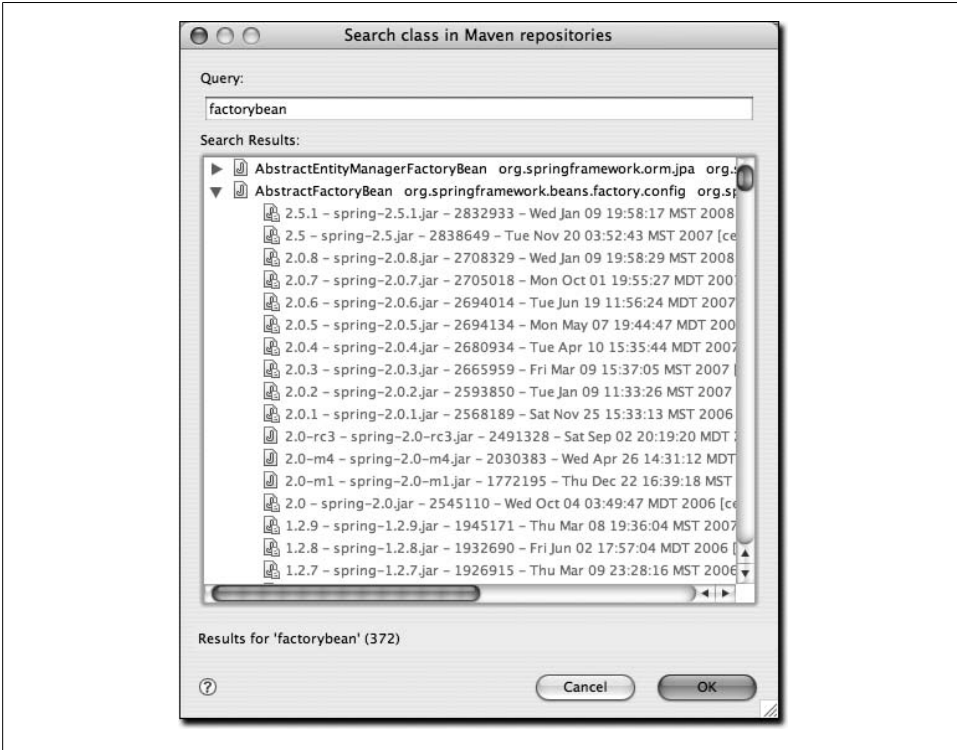 Search class in Maven repositories
Query:
factorybean
Search Results:
AbstractEntityManagerFactoryBean org.springframework.orm.jpa org.s
AbstractFactoryBean org.springframework.beans.factory.config org.sp
2.5.1 – spring-2.5.1.jar – 2832933 – Wed Jan 09 19:58:17 MST 2008
2.5 – spring-2.5.jar – 2838649 – Tue Nov 20 03:52:43 MST 2007 [ce
2.0.8 – spring-2.0.8.jar – 2708329 – Wed Jan 09 19:58:29 MST 2008
2.0.7 – spring-2.0.7.jar – 2705018 – Mon Oct 01 19:55:27 MDT 200
2.0.6 – spring-2.0.6.jar – 2694014 – Tue Jun 19 11:56:24 MDT 2007
2.0.5 – spring-2.0.5.jar – 2694134 – Mon May 07 19:44:47 MDT 200
2.0.4 – spring-2.0.4.jar – 2680934 – Tue Apr 10 15:35:44 MDT 2007
2.0.3 – spring-2.0.3.jar – 2665959 – Fri Mar 09 15:37:05 MST 2007 [
2.0.2 – spring-2.0.2.jar – 2593850 – Tue Jan 09 11:33:26 MST 2007
2.0.1 – spring-2.0.1.jar – 2568189 – Sat Nov 25 15:33:13 MST 2006
2.0-rc3 – spring-2.0-rc3.jar – 2491328 – Sat Sep 02 20:19:20 MDT
2.0-m4 – spring-2.0-m4.jar – 2030383 – Wed Apr 26 14:31:12 MDT
2.0-m1 – spring-2.0-m1.jar – 1772195 – Thu Dec 22 16:39:18 MST
2.0 – spring-2.0.jar – 2545110 – Wed Oct 04 03:49:47 MDT 2006 [ce
1.2.9 – spring-1.2.9.jar – 1945171 – Thu Mar 08 19:36:04 MST 2007
1.2.8 – spring-1.2.8.jar – 1932690 – Fri Jun 02 17:57:04 MDT 2006 [
1.2.7 – spring-1.2.7.jar – 1926915 – Thu Mar 09 23:28:16 MST 2006
Results for 'factorybean' (372)
?
Cancel
OK